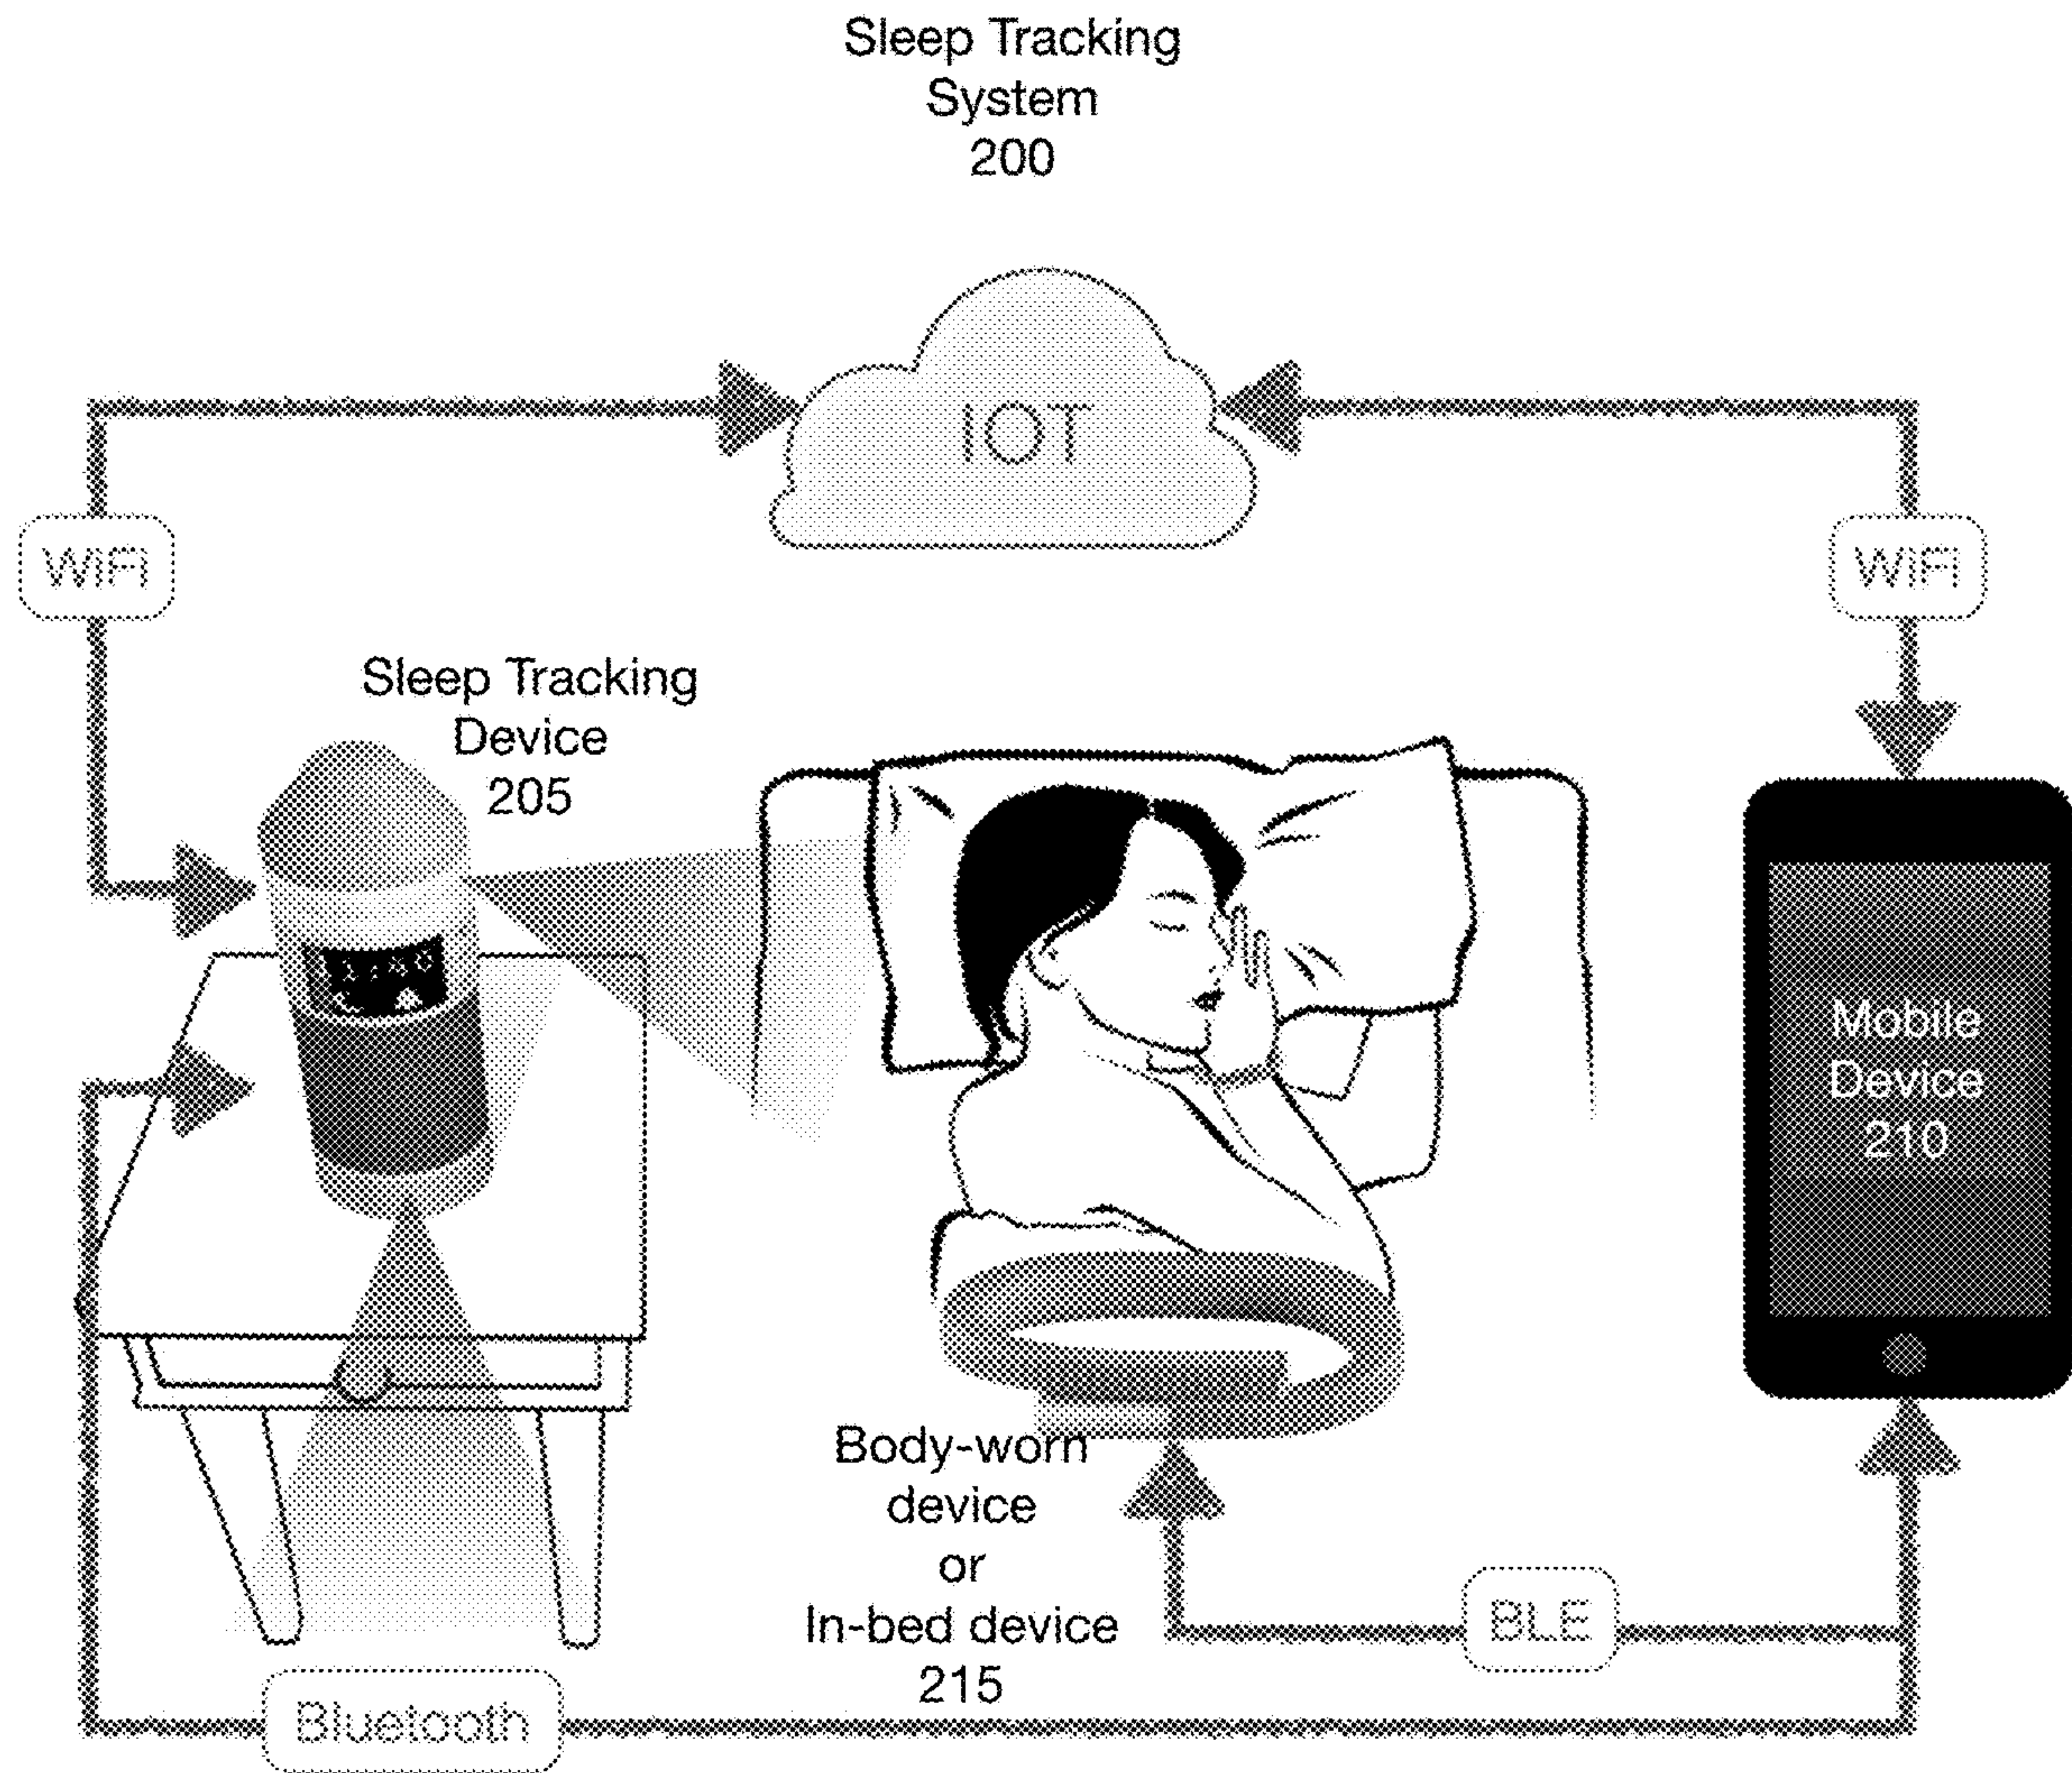 Sleep Tracking
System
200
IOT
WiFi
WiFi
Sleep Tracking
Device
205
Mobile
Device
210
Body-worn
device
or
In-bed device
215
BLE
Bluetooth